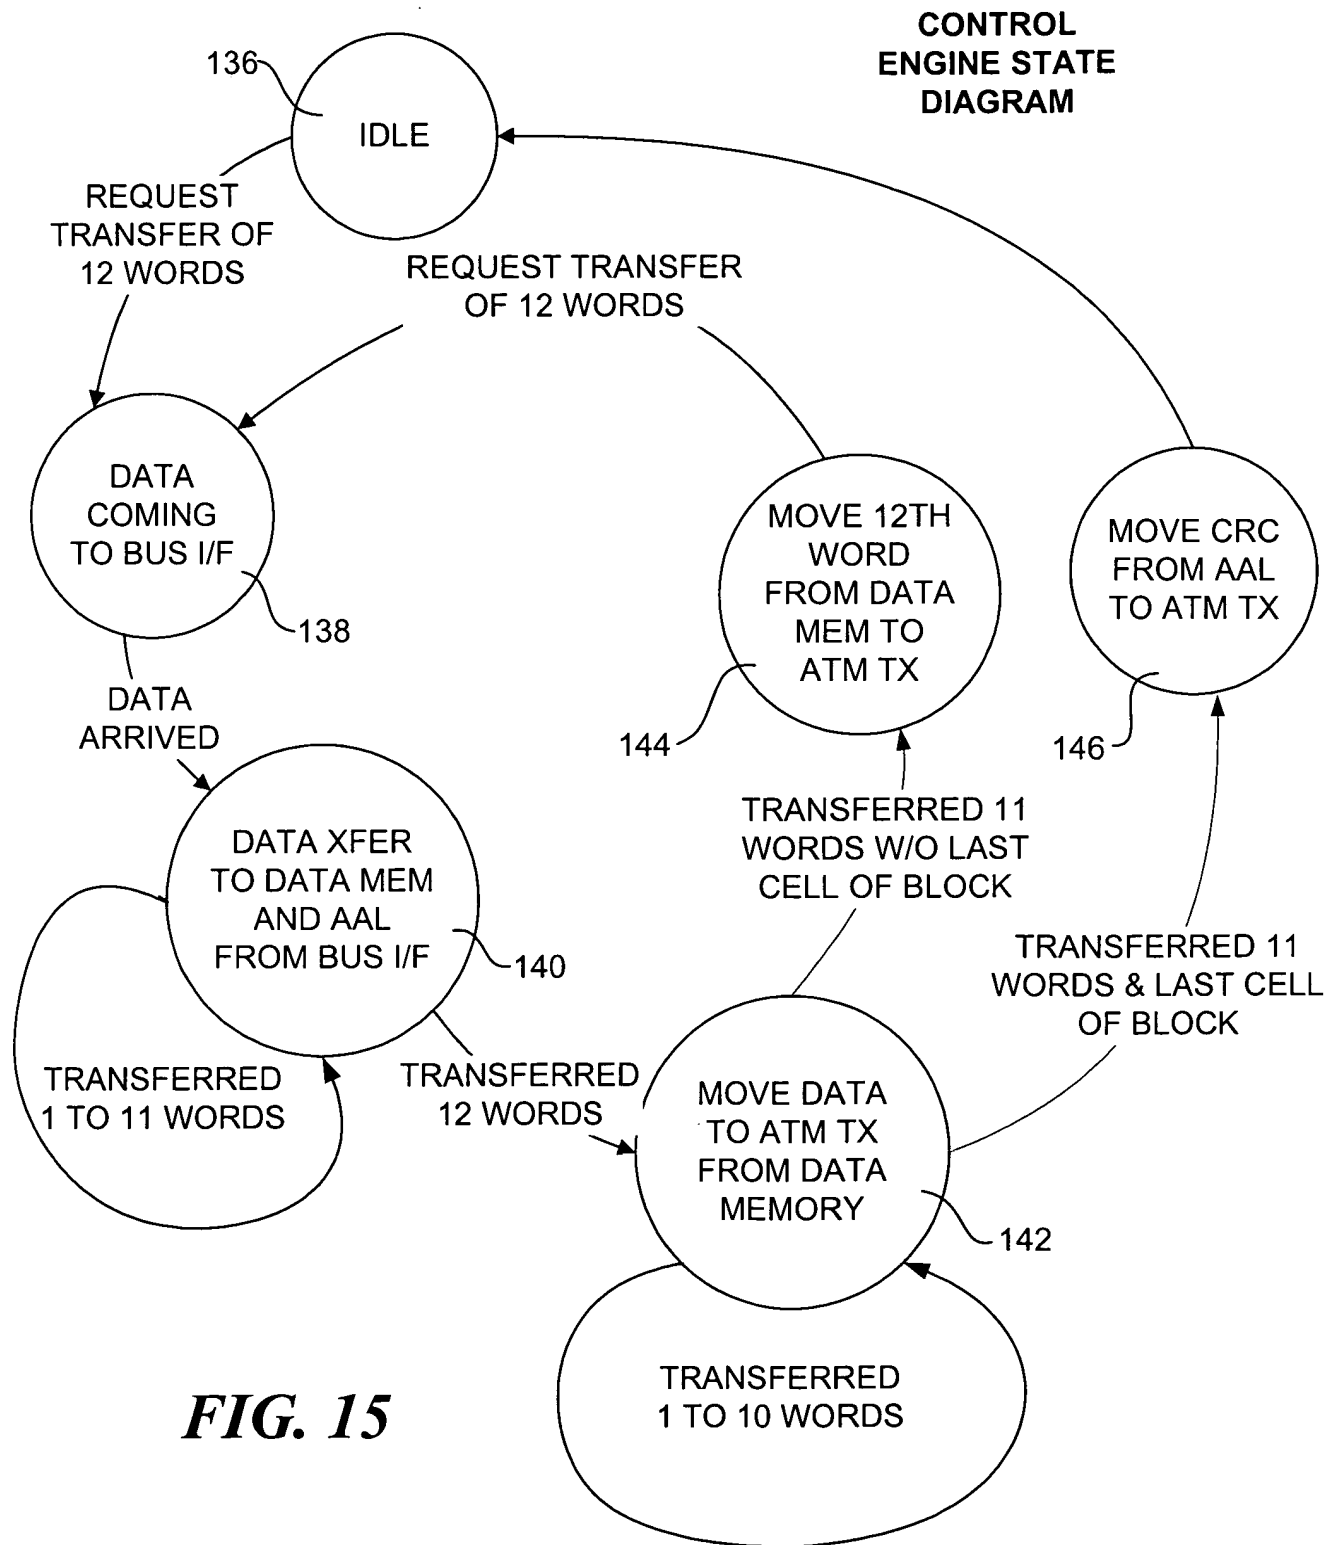 CONTROL
ENGINE STATE
DIAGRAM
136
IDLE
REQUEST
TRANSFER OF
12 WORDS
REQUEST TRANSFER
OF 12 WORDS
DATA
COMING
TO BUS I/F
138
MOVE 12TH
WORD
FROM DATA
MEM TO
ATM TX
144
MOVE CRC
FROM AAL
TO ATM TX
146
DATA
ARRIVED
DATA XFER
TO DATA MEM
AND AAL
FROM BUS I/F
140
TRANSFERRED 11
WORDS W/O LAST
CELL OF BLOCK
TRANSFERRED 11
WORDS & LAST CELL
OF BLOCK
TRANSFERRED
1 TO 11 WORDS
TRANSFERRED
12 WORDS
MOVE DATA
TO ATM TX
FROM DATA
MEMORY
142
TRANSFERRED
1 TO 10 WORDS
FIG. 15